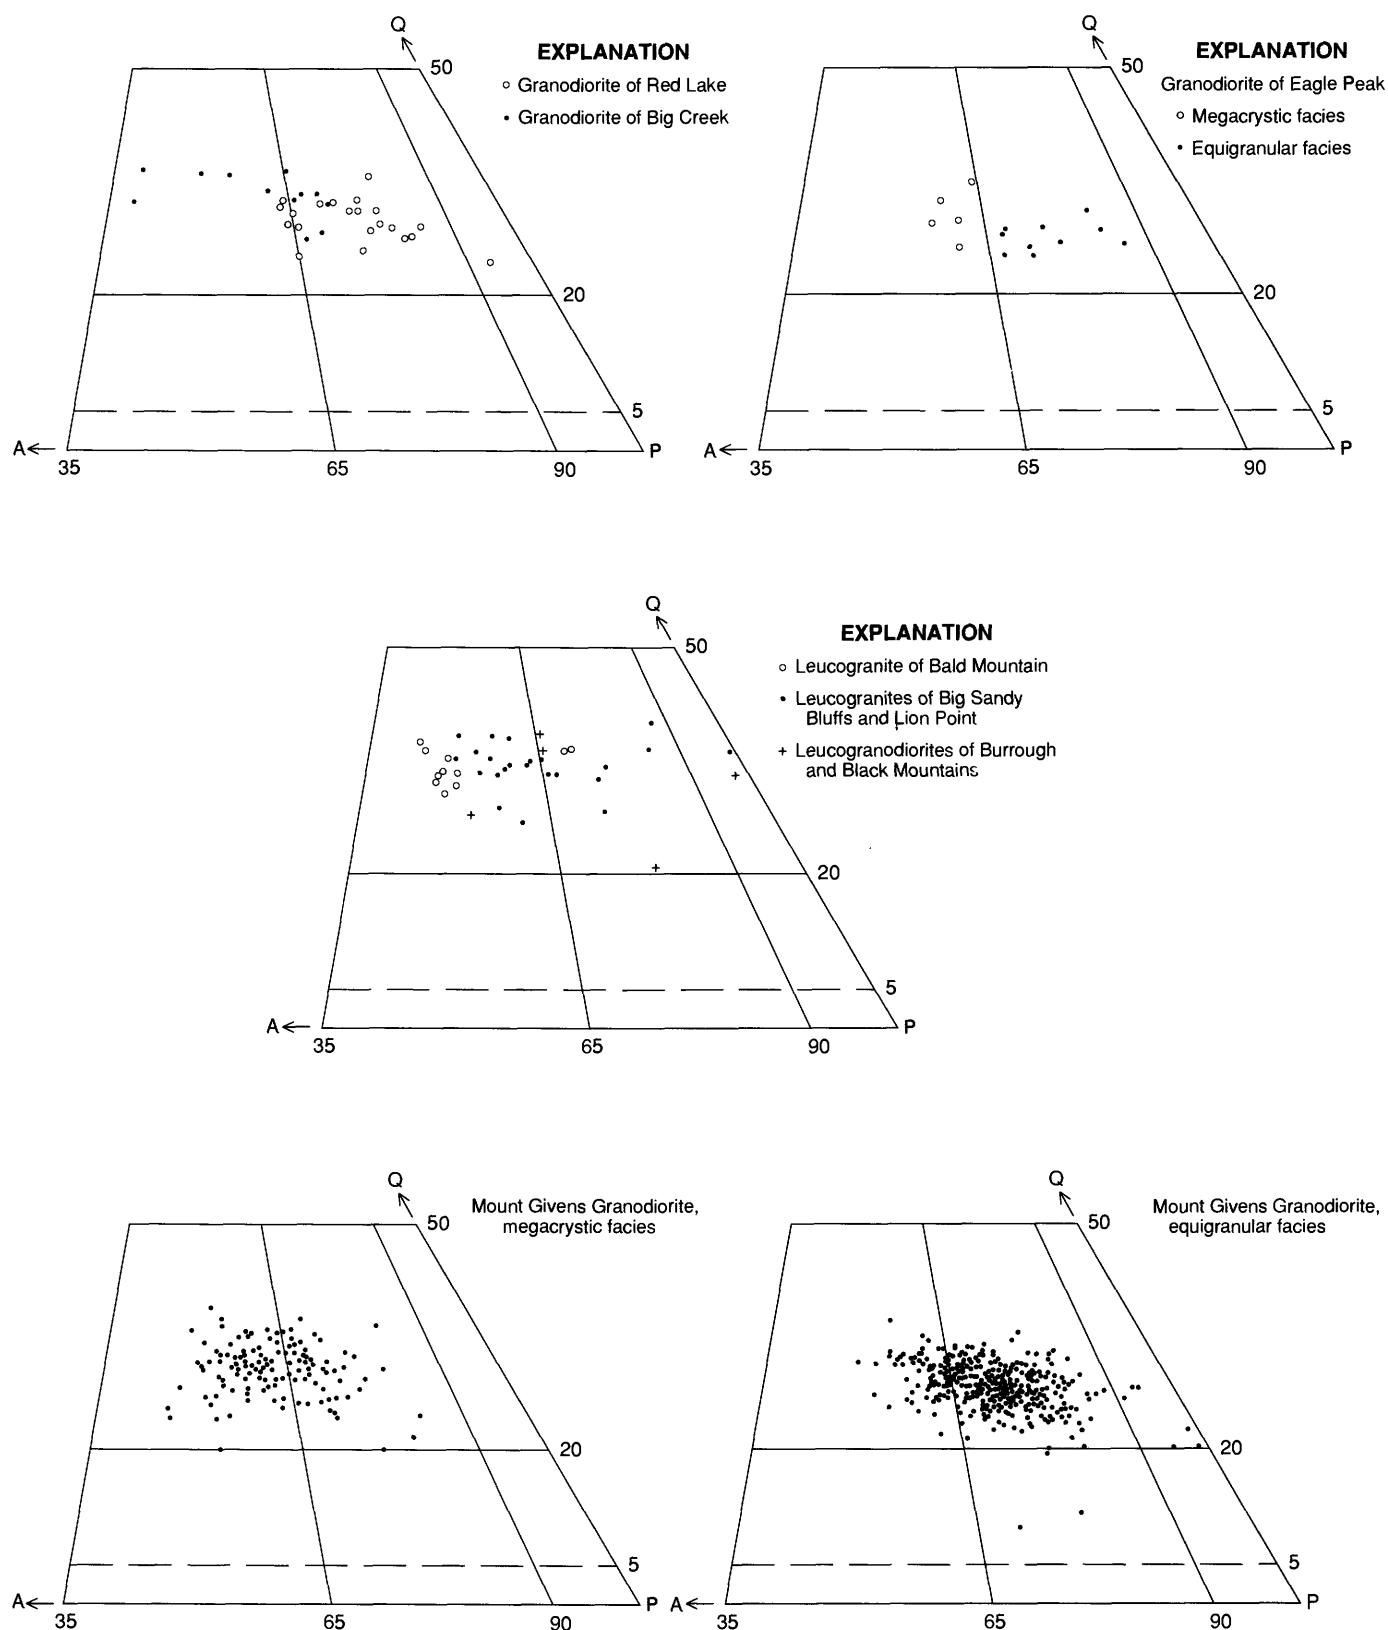 Q
50
EXPLANATION
Granodiorite of Red Lake
Granodiorite of Big Creek
20
5
A
P
35
65
90
Q
50
EXPLANATION
Granodiorite of Eagle Peak
Megacrystic facies
Equigranular facies
20
5
A
P
35
65
90
Q
50
EXPLANATION
Leucogranite of Bald Mountain
Leucogranites of Big Sandy
Bluffs and Lion Point
Leucogranodiorites of Burrough
and Black Mountains
20
5
A
P
35
65
90
Q
50
Mount Givens Granodiorite,
megacrystic facies
20
5
A
P
35
65
90
Q
50
Mount Givens Granodiorite,
equigranular facies
20
5
A
P
35
65
90